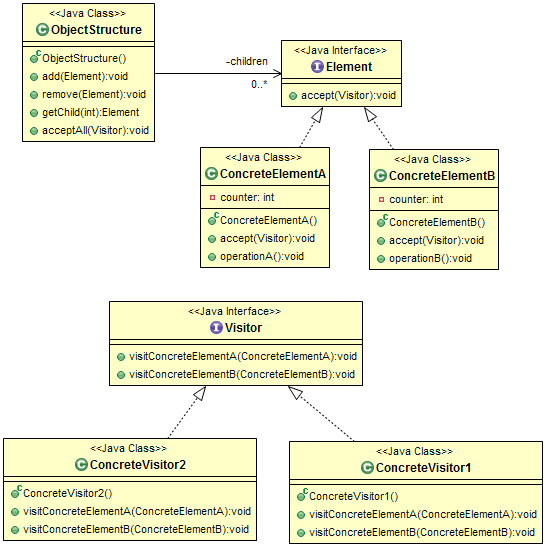 <<Java Class>>
C ObjectStructure
C ObjectStructure()
add(Element):void
remove(Element):void
getChild(int):Element
acceptAll(Visitor):void
-children
0..*
<<Java Interface>>
I Element
accept(Visitor):void
<<Java Class>>
C ConcreteElementA
counter: int
C ConcreteElementA()
accept(Visitor):void
operationA():void
<<Java Class>>
C ConcreteElementB
counter: int
C ConcreteElementB()
accept(Visitor):void
operationB():void
<<Java Interface>>
I Visitor
visitConcreteElementA(ConcreteElementA):void
visitConcreteElementB(ConcreteElementB):void
<<Java Class>>
C ConcreteVisitor2
C ConcreteVisitor2()
visitConcreteElementA(ConcreteElementA):void
visitConcreteElementB(ConcreteElementB):void
<<Java Class>>
C ConcreteVisitor1
C ConcreteVisitor1()
visitConcreteElementA(ConcreteElementA):void
visitConcreteElementB(ConcreteElementB):void